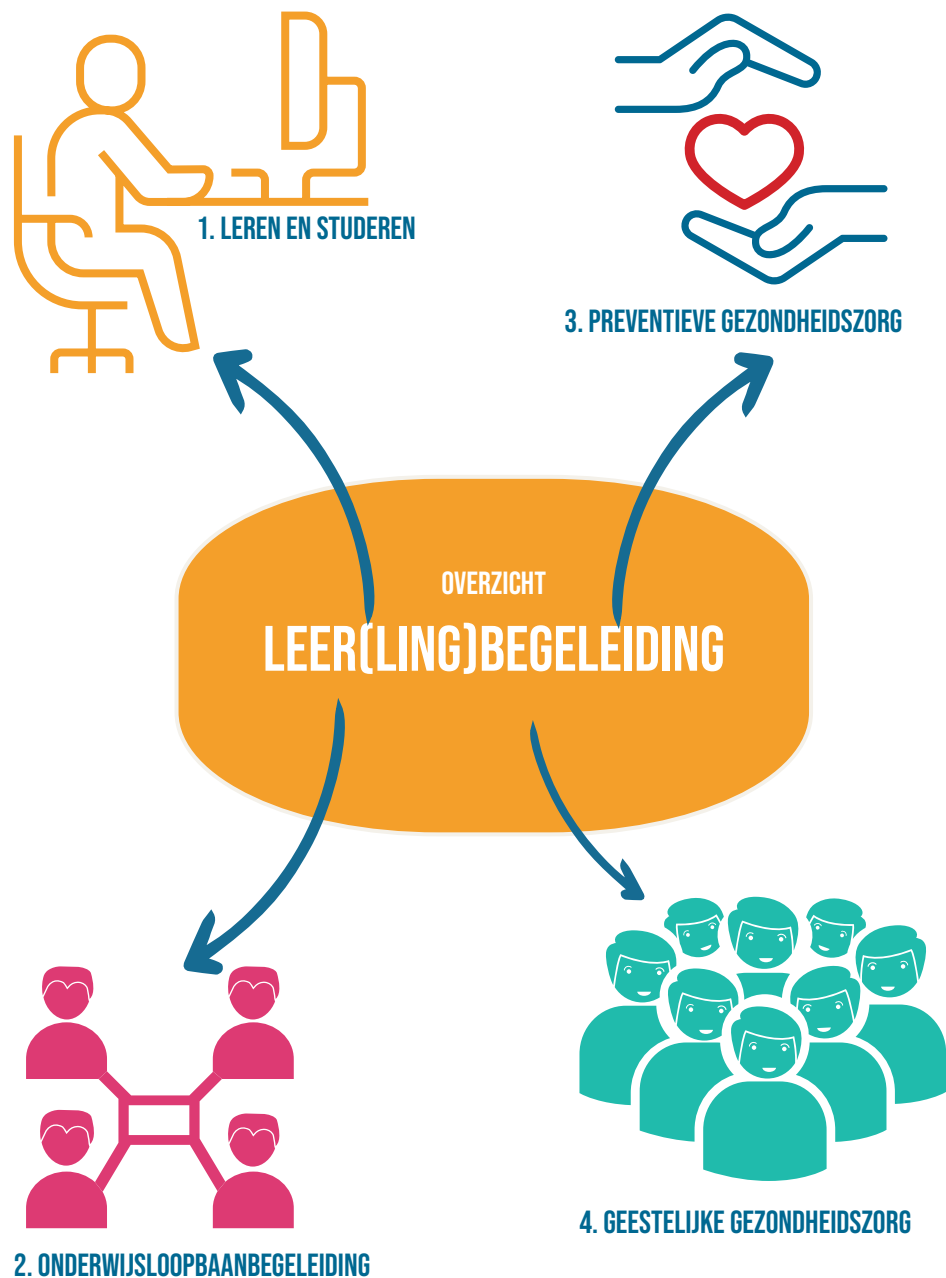 1. LEREN EN STUDEREN
3. PREVENTIEVE GEZONDHEIDSZORG
OVERZICHT
LEER(LING)BEGELEIDING
4. GEESTELIJKE GEZONDHEIDSZORG
2. ONDERWIJSLOOPBAANBEGELEIDING